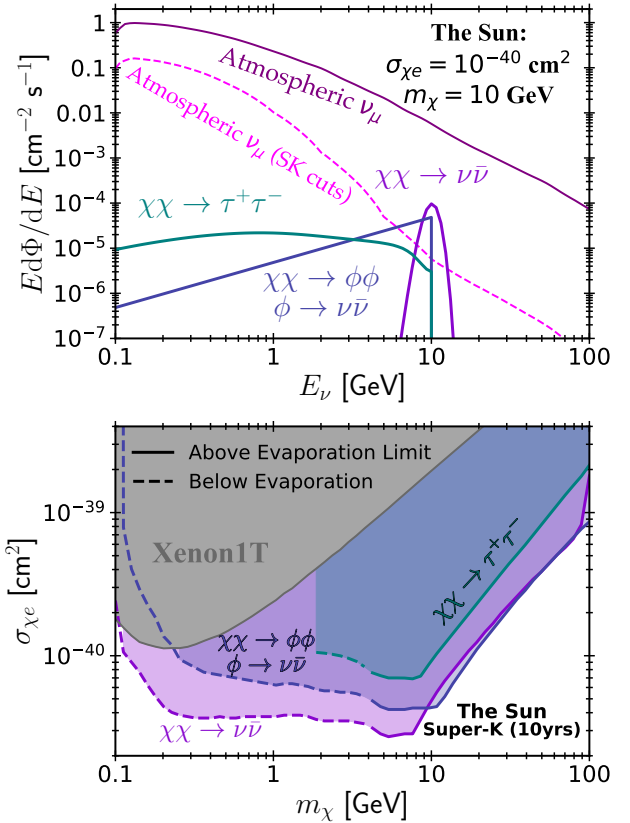 The Sun:
σχe = 10⁻⁴⁰ cm²
mχ = 10 GeV
Atmospheric νμ
Atmospheric νμ (SK cuts)
χχ → νν̄
χχ → τ⁺τ⁻
χχ → φφ
φ → νν̄
EdΦ/dE [cm⁻² s⁻¹]
1
0.1
0.01
10⁻³
10⁻⁴
10⁻⁵
10⁻⁶
10⁻⁷
0.1 1 10 100
Eν [GeV]
Above Evaporation Limit
Below Evaporation
Xenon1T
χχ → τ⁺τ⁻
χχ → φφ
φ → νν̄
χχ → νν̄
The Sun
Super-K (10yrs)
σχe [cm²]
10⁻³⁹
10⁻⁴⁰
0.1 1 10 100
mχ [GeV]